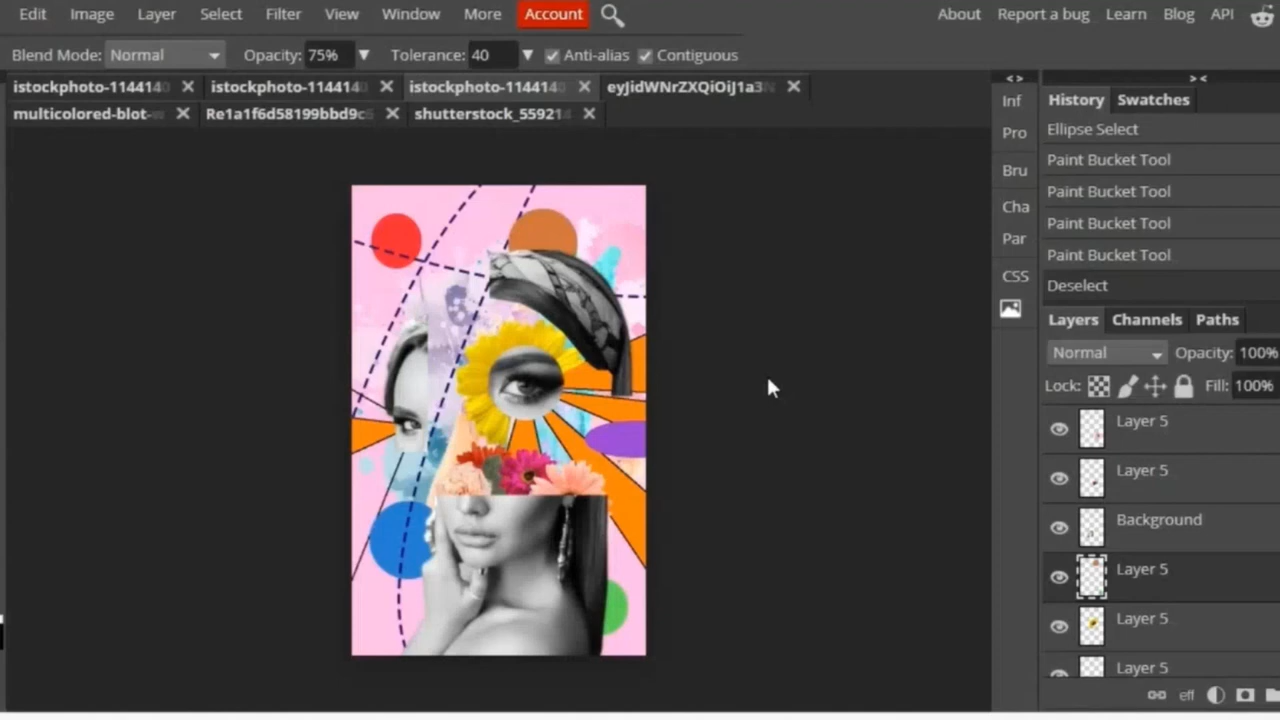 Edit Image Layer Select Filter View Window More Account About Report a bug Learn Blog API
Blend Mode: Normal Opacity: 75% Tolerance: 40 Anti-alias Contiguous
istockphoto-114414 istockphoto-114414 istockphoto-114414 eyJidWNrZXQiOiJ1a3
multicolored-blot- Re1a1f6d58199bbd9c shutterstock_55921
Inf
Pro
Bru
Cha
Par
CSS
History Swatches
Ellipse Select
Paint Bucket Tool
Paint Bucket Tool
Paint Bucket Tool
Paint Bucket Tool
Deselect
Layers Channels Paths
Normal Opacity: 100%
Lock: Fill: 100%
Layer 5
Layer 5
Background
Layer 5
Layer 5
Layer 5
eff